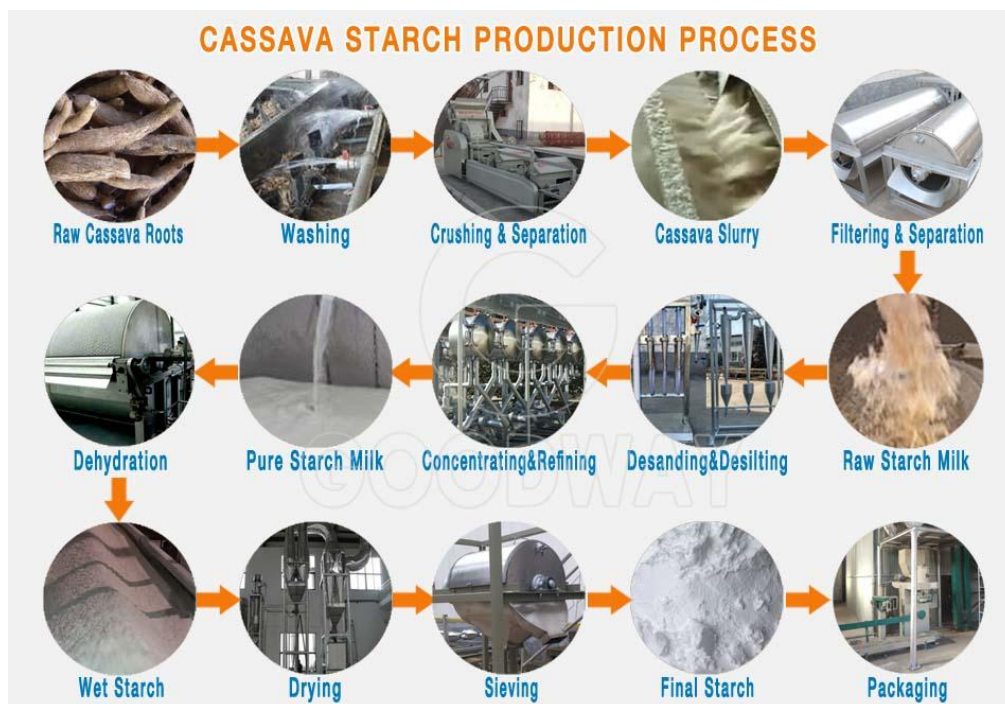 CASSAVA STARCH PRODUCTION PROCESS
Raw Cassava Roots
Washing
Crushing & Separation
Cassava Slurry
Filtering & Separation
Raw Starch Milk
Desanding&Desilting
Concentrating&Refining
Pure Starch Milk
Dehydration
Wet Starch
Drying
Sieving
Final Starch
Packaging
G
GOODWAY